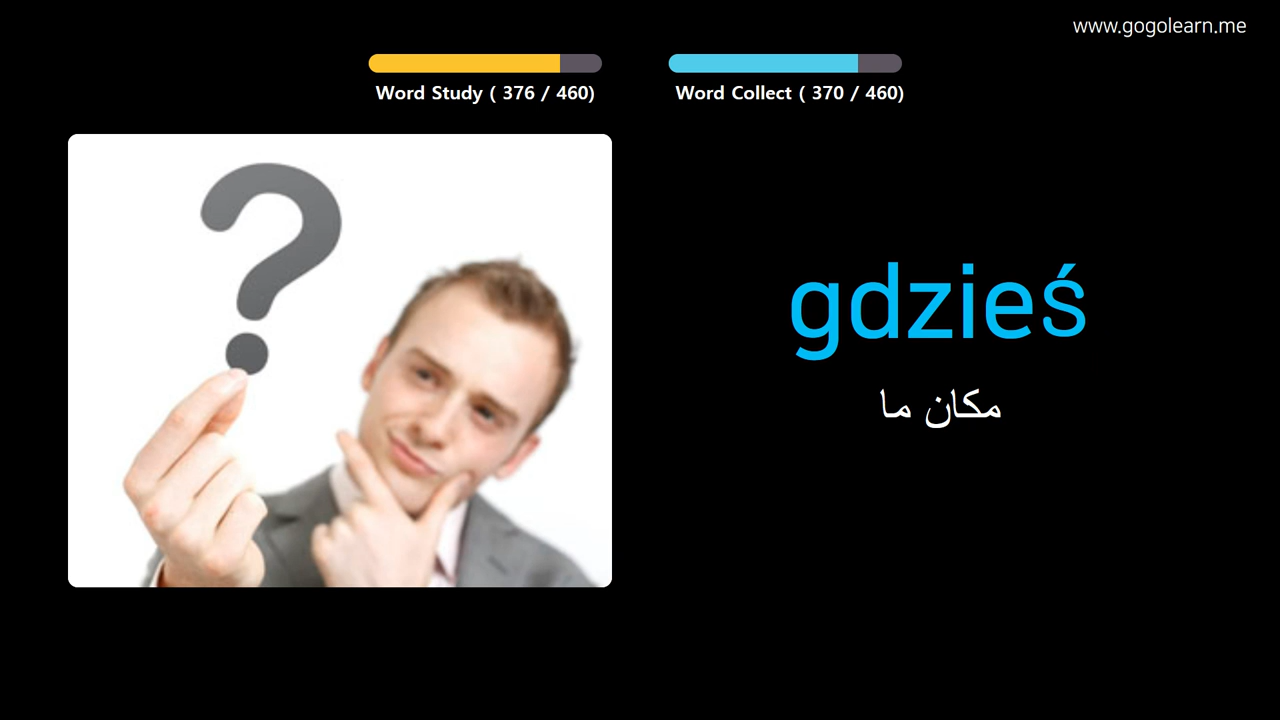 www.gogolearn.me
Word Study ( 376 / 460)
Word Collect ( 370 / 460)
gdzieś
مكان ما